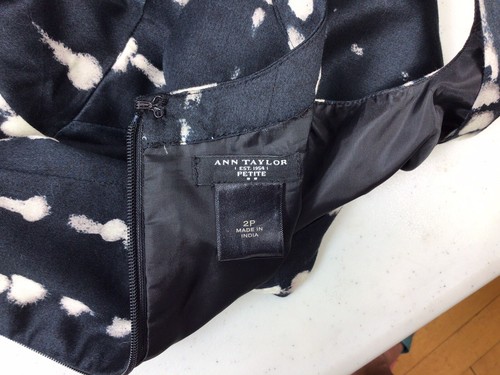 ANN TAYLOR
EST. 1954
PETITE
2P
MADE IN
INDIA